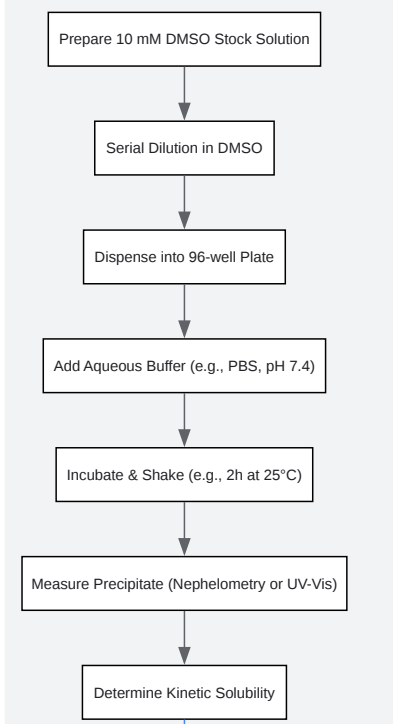 Prepare 10 mM DMSO Stock Solution
Serial Dilution in DMSO
Dispense into 96-well Plate
Add Aqueous Buffer (e.g., PBS, pH 7.4)
Incubate & Shake (e.g., 2h at 25°C)
Measure Precipitate (Nephelometry or UV-Vis)
Determine Kinetic Solubility